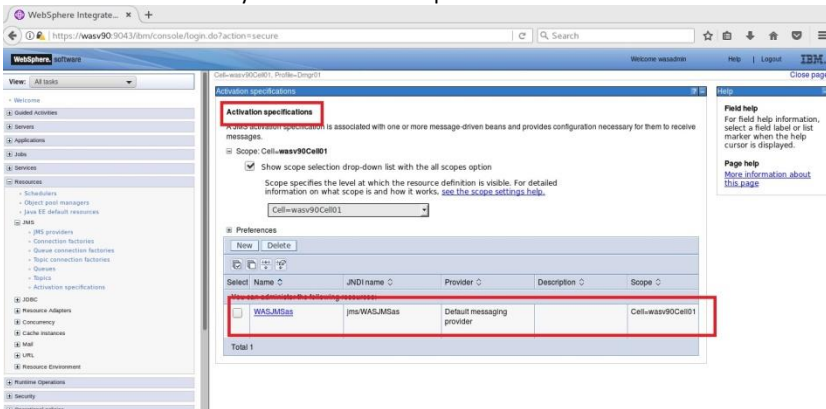 WebSphere Integrate... × +
https://wasv90:9043/ibm/console/login.do?action=secure
Search
WebSphere. software
Welcome wasadmin
Help | Logout
IBM.
View: All tasks
Cell=wasv90Cell01, Profile=Dmgr01
Close page
Welcome
Guided Activities
Servers
Applications
Jobs
Services
Resources
Schedulers
Object pool managers
Java EE default resources
JMS
JMS providers
Connection factories
Queue connection factories
Topic connection factories
Queues
Topics
Activation specifications
JDBC
Resource Adapters
Concurrency
Cache instances
Mail
URL
Resource Environment
Runtime Operations
Security
Activation specifications
Activation specifications
A JMS activation specification is associated with one or more message-driven beans and provides configuration necessary for them to receive
messages.
Scope: Cell=wasv90Cell01
Show scope selection drop-down list with the all scopes option
Scope specifies the level at which the resource definition is visible. For detailed
information on what scope is and how it works, see the scope settings help.
Cell=wasv90Cell01
Preferences
New Delete
Select Name JNDI name Provider Description Scope
You can administer the following resources:
WASJMSas jms/WASJMSas Default messaging Cell=wasv90Cell01
provider
Total 1
Help
Field help
For field help information,
select a field label or list
marker when the help
cursor is displayed.
Page help
More information about
this page